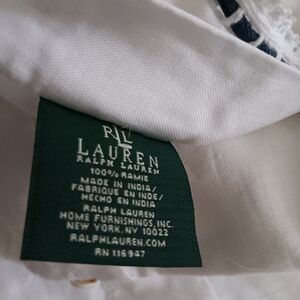 RLL
LAUREN
RALPH LAUREN
100% RAMIE
MADE IN INDIA/
FABRIQUE EN INDE/
HECHO EN INDIA
RALPH LAUREN
HOME FURNISHINGS, INC.
NEW YORK, NY 10022
RALPHLAUREN.COM
RN 116947